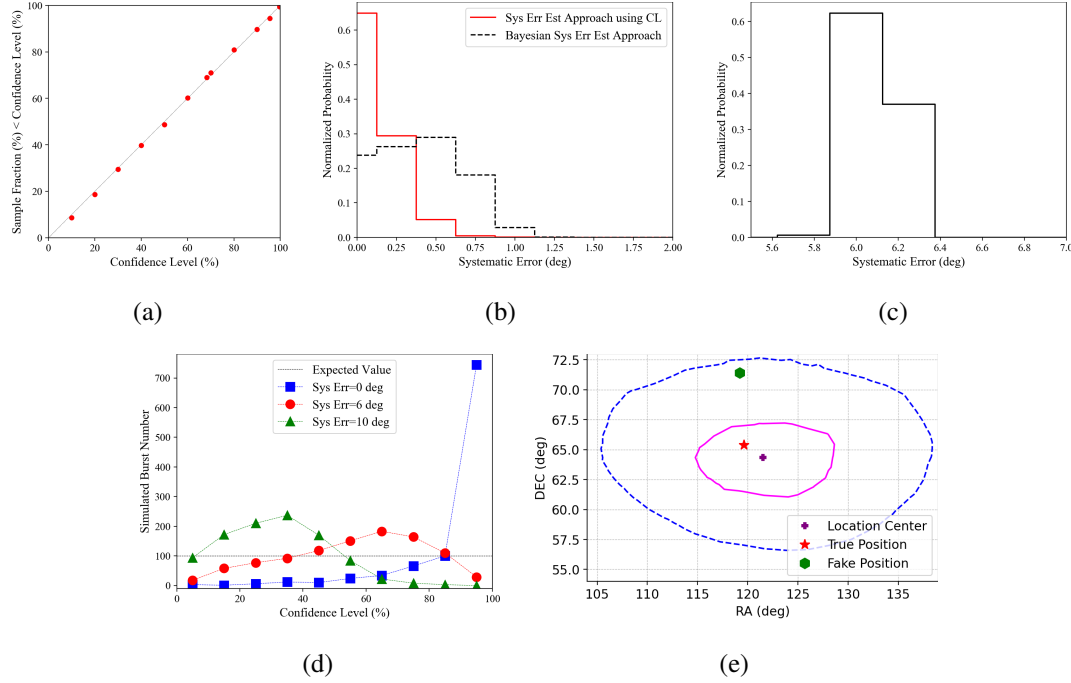 Sample Fraction (%) < Confidence Level (%)
100
80
60
40
20
0
0 20 40 60 80 100
Confidence Level (%)
(a)
Normalized Probability
0.6
0.5
0.4
0.3
0.2
0.1
0.0
Sys Err Est Approach using CL
Bayesian Sys Err Est Approach
0.00 0.25 0.50 0.75 1.00 1.25 1.50 1.75 2.00
Systematic Error (deg)
(b)
Normalized Probability
0.6
0.5
0.4
0.3
0.2
0.1
0.0
5.6 5.8 6.0 6.2 6.4 6.6 6.8 7.0
Systematic Error (deg)
(c)
Simulated Burst Number
700
600
500
400
300
200
100
0
Expected Value
Sys Err=0 deg
Sys Err=6 deg
Sys Err=10 deg
0 20 40 60 80 100
Confidence Level (%)
(d)
DEC (deg)
72.5
70.0
67.5
65.0
62.5
60.0
57.5
55.0
Location Center
True Position
Fake Position
105 110 115 120 125 130 135
RA (deg)
(e)